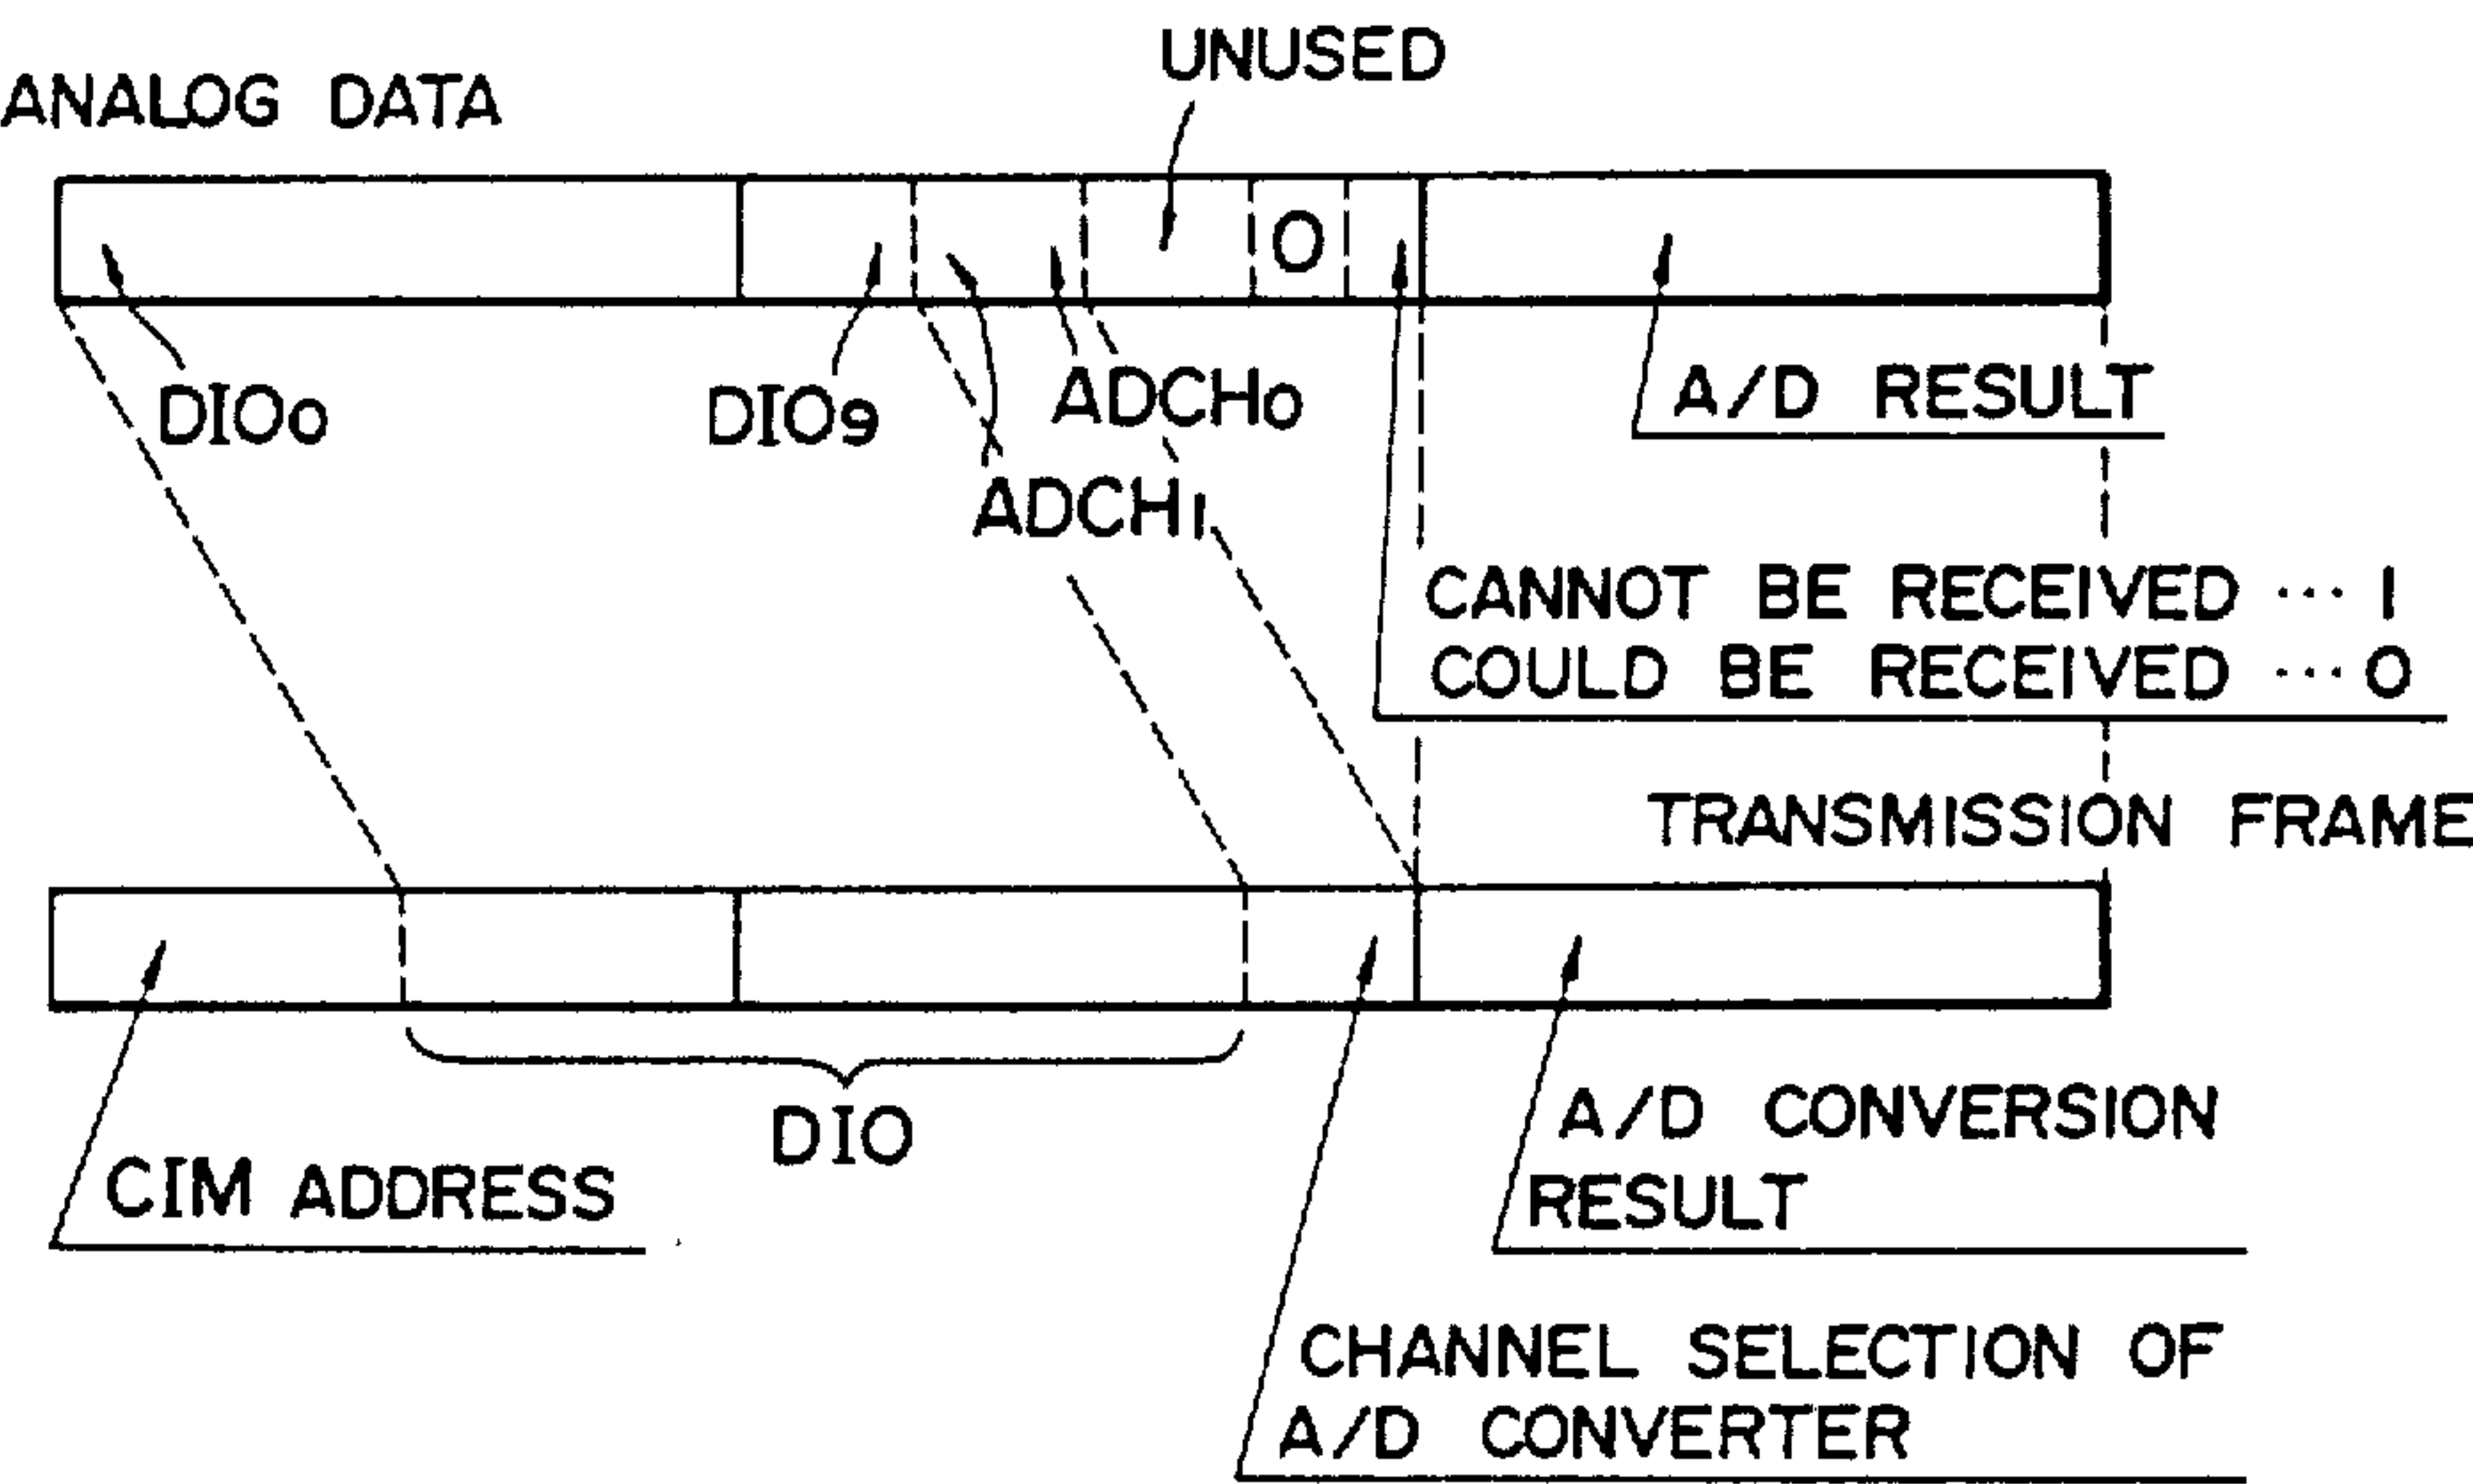 UNUSED
ANALOG DATA
O
DIO0
DIO9
ADCH0
A/D RESULT
ADCH1
CANNOT BE RECEIVED ... 1
COULD BE RECEIVED ... 0
TRANSMISSION FRAME
DIO
CIM ADDRESS
A/D CONVERSION
RESULT
CHANNEL SELECTION OF
A/D CONVERTER